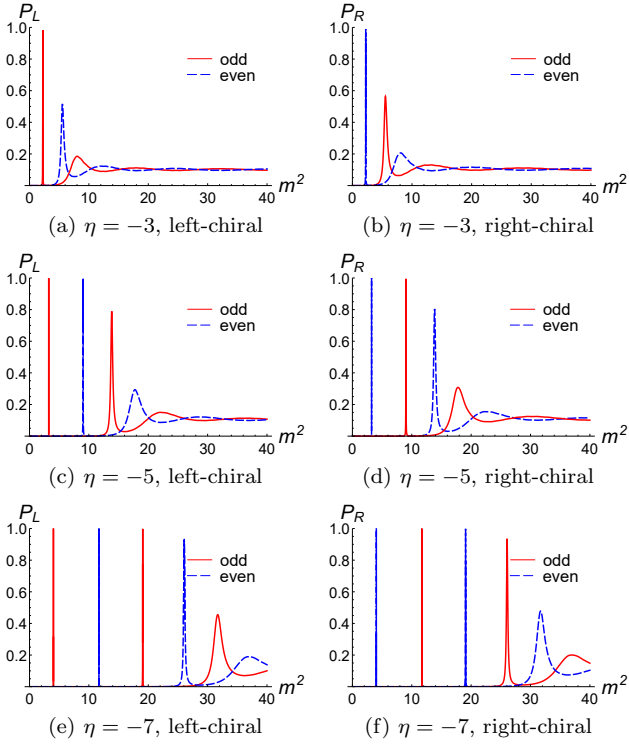 P_L
P_R
1.0
0.8
0.6
0.4
0.2
odd
even
0 10 20 30 40 m²
1.0
0.8
0.6
0.4
0.2
odd
even
0 10 20 30 40 m²
(a) η = −3, left-chiral
(b) η = −3, right-chiral
P_L
P_R
1.0
0.8
0.6
0.4
0.2
odd
even
0 10 20 30 40 m²
1.0
0.8
0.6
0.4
0.2
odd
even
0 10 20 30 40 m²
(c) η = −5, left-chiral
(d) η = −5, right-chiral
P_L
P_R
1.0
0.8
0.6
0.4
0.2
odd
even
0 10 20 30 40 m²
1.0
0.8
0.6
0.4
0.2
odd
even
0 10 20 30 40 m²
(e) η = −7, left-chiral
(f) η = −7, right-chiral